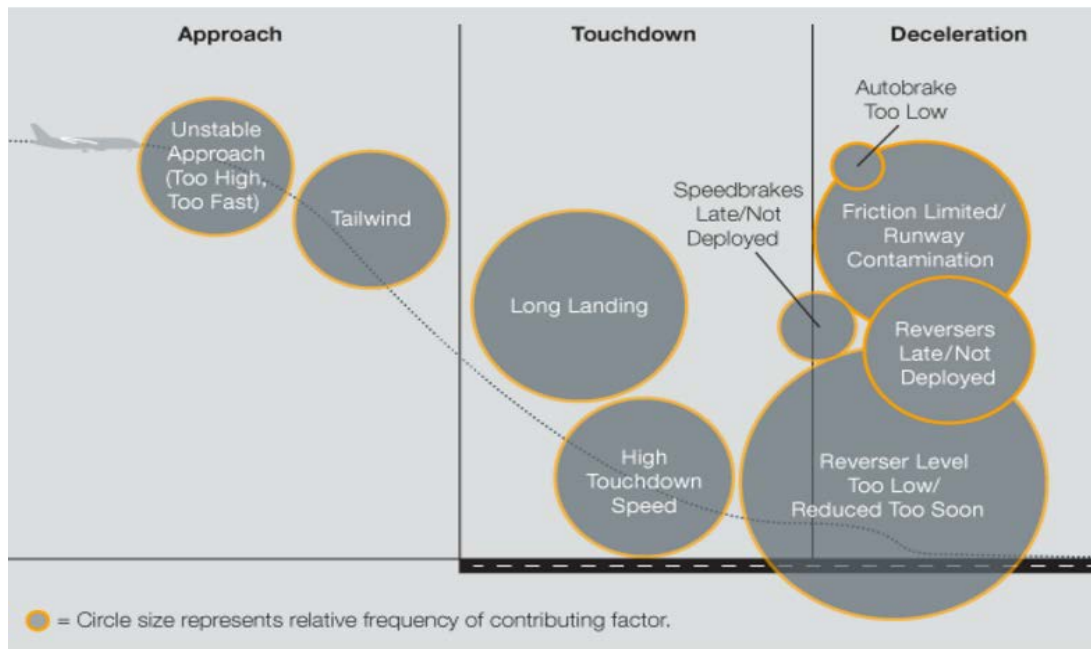 Approach
Touchdown
Deceleration
Unstable
Approach
(Too High,
Too Fast)
Tailwind
Long Landing
High
Touchdown
Speed
Speedbrakes
Late/Not
Deployed
Autobrake
Too Low
Friction Limited/
Runway
Contamination
Reversers
Late/Not
Deployed
Reverser Level
Too Low/
Reduced Too Soon
= Circle size represents relative frequency of contributing factor.